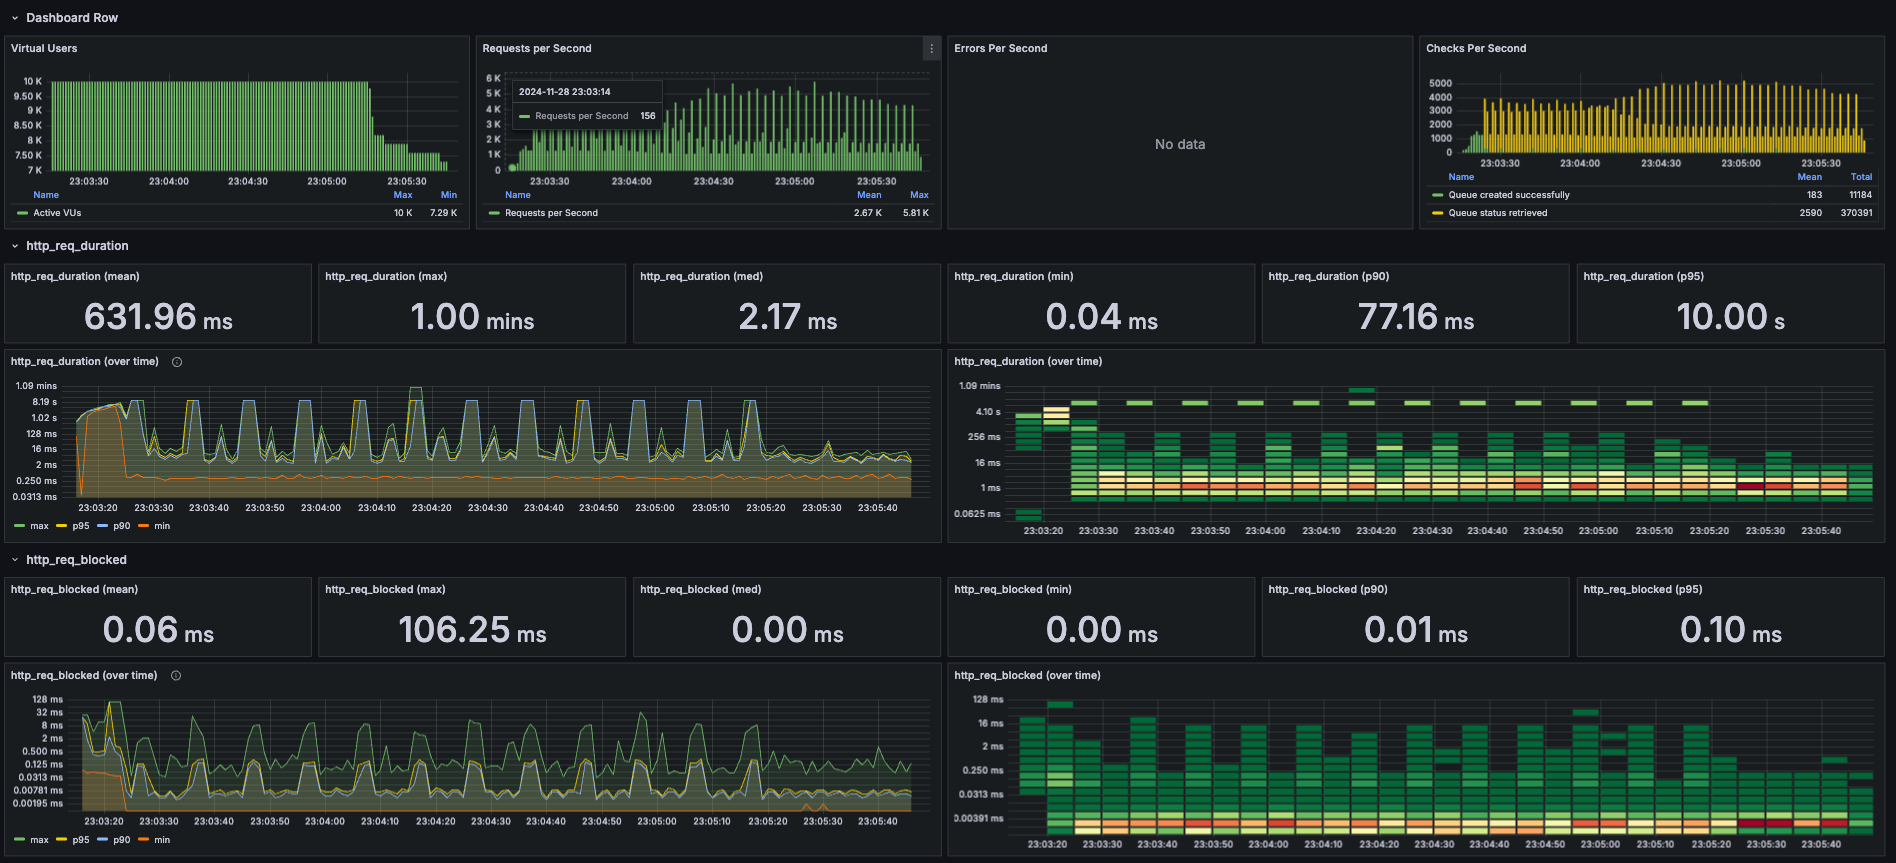 Dashboard Row
Virtual Users
10 K
9.50 K
9 K
8.50 K
8 K
7.50 K
7 K
23:03:30 23:04:00 23:04:30 23:05:00 23:05:30
Name Max Min
Active VUs 10 K 7.29 K
Requests per Second
6 K
5 K
4 K
3 K
2 K
1 K
0
2024-11-28 23:03:14
Requests per Second 156
23:03:30 23:04:00 23:04:30 23:05:00 23:05:30
Name Mean Max
Requests per Second 2.67 K 5.81 K
Errors Per Second
No data
Checks Per Second
5000
4000
3000
2000
1000
0
23:03:30 23:04:00 23:04:30 23:05:00 23:05:30
Name Mean Total
Queue created successfully 183 11184
Queue status retrieved 2590 370391
http_req_duration
http_req_duration (mean)
631.96 ms
http_req_duration (max)
1.00 mins
http_req_duration (med)
2.17 ms
http_req_duration (min)
0.04 ms
http_req_duration (p90)
77.16 ms
http_req_duration (p95)
10.00 s
http_req_duration (over time)
1.09 mins
8.19 s
1.02 s
128 ms
16 ms
2 ms
0.250 ms
0.0313 ms
23:03:20 23:03:30 23:03:40 23:03:50 23:04:00 23:04:10 23:04:20 23:04:30 23:04:40 23:04:50 23:05:00 23:05:10 23:05:20 23:05:30 23:05:40
max p95 p90 min
http_req_duration (over time)
1.09 mins
4.10 s
256 ms
16 ms
1 ms
0.0625 ms
23:03:20 23:03:30 23:03:40 23:03:50 23:04:00 23:04:10 23:04:20 23:04:30 23:04:40 23:04:50 23:05:00 23:05:10 23:05:20 23:05:30 23:05:40
http_req_blocked
http_req_blocked (mean)
0.06 ms
http_req_blocked (max)
106.25 ms
http_req_blocked (med)
0.00 ms
http_req_blocked (min)
0.00 ms
http_req_blocked (p90)
0.01 ms
http_req_blocked (p95)
0.10 ms
http_req_blocked (over time)
128 ms
32 ms
8 ms
2 ms
0.500 ms
0.125 ms
0.0313 ms
0.00781 ms
0.00195 ms
23:03:20 23:03:30 23:03:40 23:03:50 23:04:00 23:04:10 23:04:20 23:04:30 23:04:40 23:04:50 23:05:00 23:05:10 23:05:20 23:05:30 23:05:40
max p95 p90 min
http_req_blocked (over time)
128 ms
16 ms
2 ms
0.250 ms
0.0313 ms
0.00391 ms
23:03:20 23:03:30 23:03:40 23:03:50 23:04:00 23:04:10 23:04:20 23:04:30 23:04:40 23:04:50 23:05:00 23:05:10 23:05:20 23:05:30 23:05:40